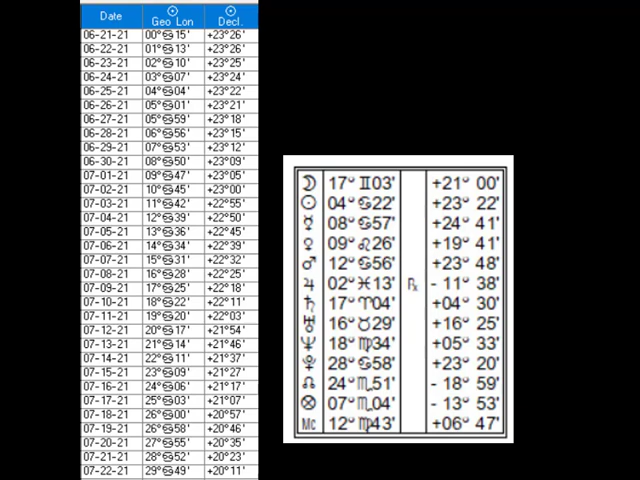 Date ☉ Geo Lon ☉ Decl.
06-21-21 00°♋15' +23°26'
06-22-21 01°♋13' +23°26'
06-23-21 02°♋10' +23°25'
06-24-21 03°♋07' +23°24'
06-25-21 04°♋04' +23°22'
06-26-21 05°♋01' +23°21'
06-27-21 05°♋59' +23°18'
06-28-21 06°♋56' +23°15'
06-29-21 07°♋53' +23°12'
06-30-21 08°♋50' +23°09'
07-01-21 09°♋47' +23°05'
07-02-21 10°♋45' +23°00'
07-03-21 11°♋42' +22°55'
07-04-21 12°♋39' +22°50'
07-05-21 13°♋36' +22°45'
07-06-21 14°♋34' +22°39'
07-07-21 15°♋31' +22°32'
07-08-21 16°♋28' +22°25'
07-09-21 17°♋25' +22°18'
07-10-21 18°♋22' +22°11'
07-11-21 19°♋20' +22°03'
07-12-21 20°♋17' +21°54'
07-13-21 21°♋14' +21°46'
07-14-21 22°♋11' +21°37'
07-15-21 23°♋09' +21°27'
07-16-21 24°♋06' +21°17'
07-17-21 25°♋03' +21°07'
07-18-21 26°♋00' +20°57'
07-19-21 26°♋58' +20°46'
07-20-21 27°♋55' +20°35'
07-21-21 28°♋52' +20°23'
07-22-21 29°♋49' +20°11'
☽ 17° ♊03' +21° 00'
☉ 04° ♋22' +23° 22'
☿ 08° ♋57' +24° 41'
♀ 09° ♌26' +19° 41'
♂ 12° ♋56' +23° 48'
♃ 02° ♓13' ℞ - 11° 38'
♄ 17° ♈04' +04° 30'
♅ 16° ♉29' +16° 25'
♆ 18° ♍34' +05° 33'
♇ 28° ♋58' +23° 20'
☊ 24° ♏51' - 18° 59'
⊗ 07° ♏04' - 13° 53'
Mc 12° ♍43' +06° 47'